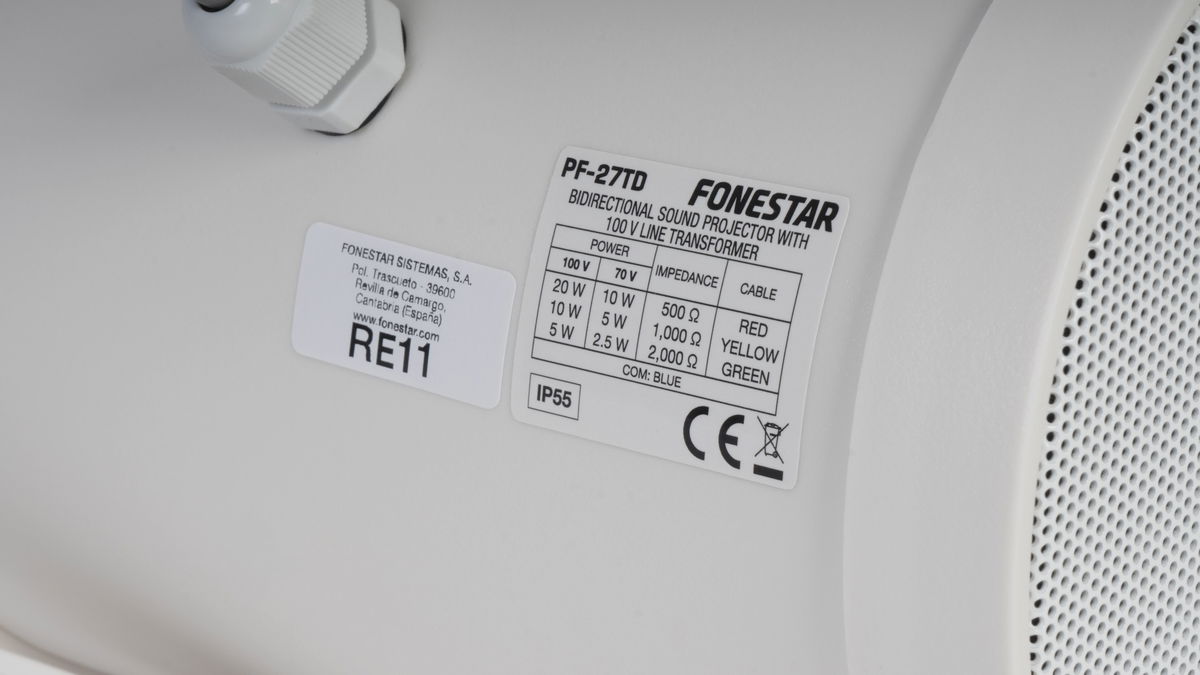 FONESTAR SISTEMAS, S.A.
Pol. Trascueto - 39600
Revilla de Camargo,
Cantabria (España)
www.fonestar.com
RE11
PF-27TD FONESTAR
BIDIRECTIONAL SOUND PROJECTOR WITH
100 V LINE TRANSFORMER
POWER IMPEDANCE CABLE
100 V 70 V
20 W 10 W 500 Ω RED
10 W 5 W 1,000 Ω YELLOW
5 W 2.5 W 2,000 Ω GREEN
COM: BLUE
IP55 CE